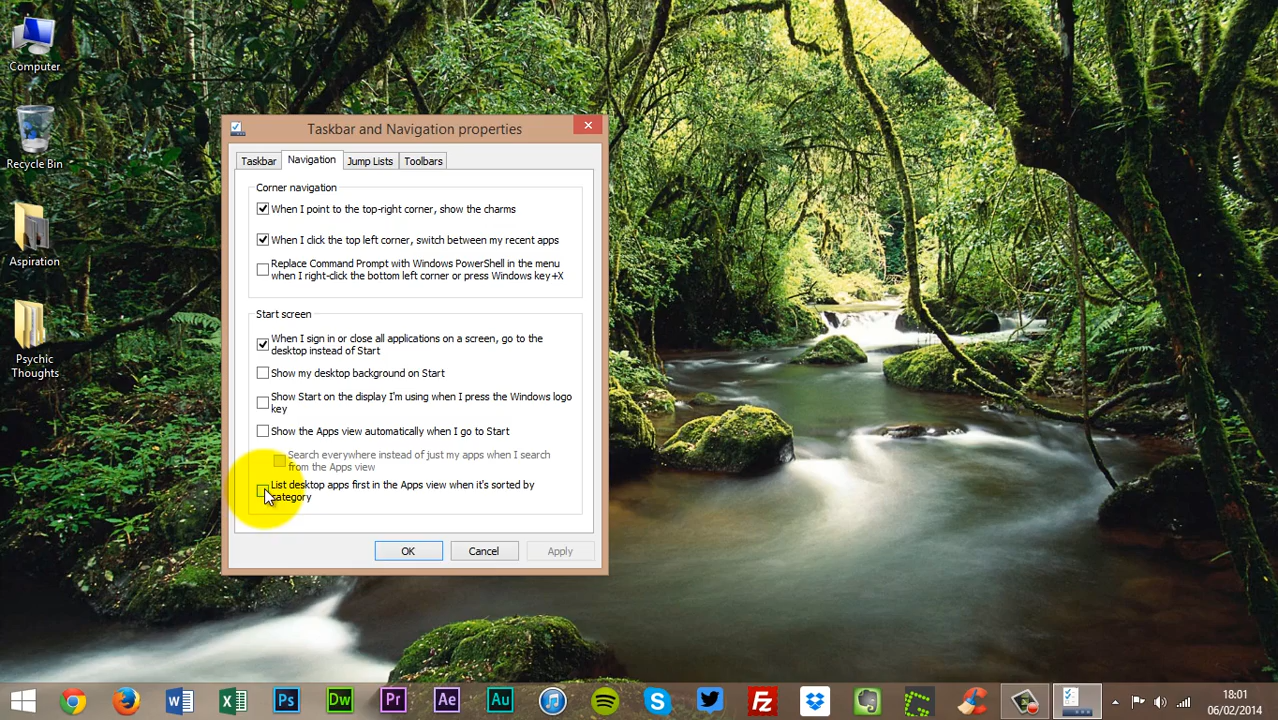 Computer
Recycle Bin
Aspiration
Psychic
Thoughts
Taskbar and Navigation properties
Taskbar
Navigation
Jump Lists
Toolbars
Corner navigation
When I point to the top-right corner, show the charms
When I click the top left corner, switch between my recent apps
Replace Command Prompt with Windows PowerShell in the menu
when I right-click the bottom left corner or press Windows key+X
Start screen
When I sign in or close all applications on a screen, go to the
desktop instead of Start
Show my desktop background on Start
Show Start on the display I'm using when I press the Windows logo
key
Show the Apps view automatically when I go to Start
Search everywhere instead of just my apps when I search
from the Apps view
List desktop apps first in the Apps view when it's sorted by
category
OK
Cancel
Apply
W
X
Ps
Dw
Pr
Ae
Au
S
Fz
18:01
06/02/2014